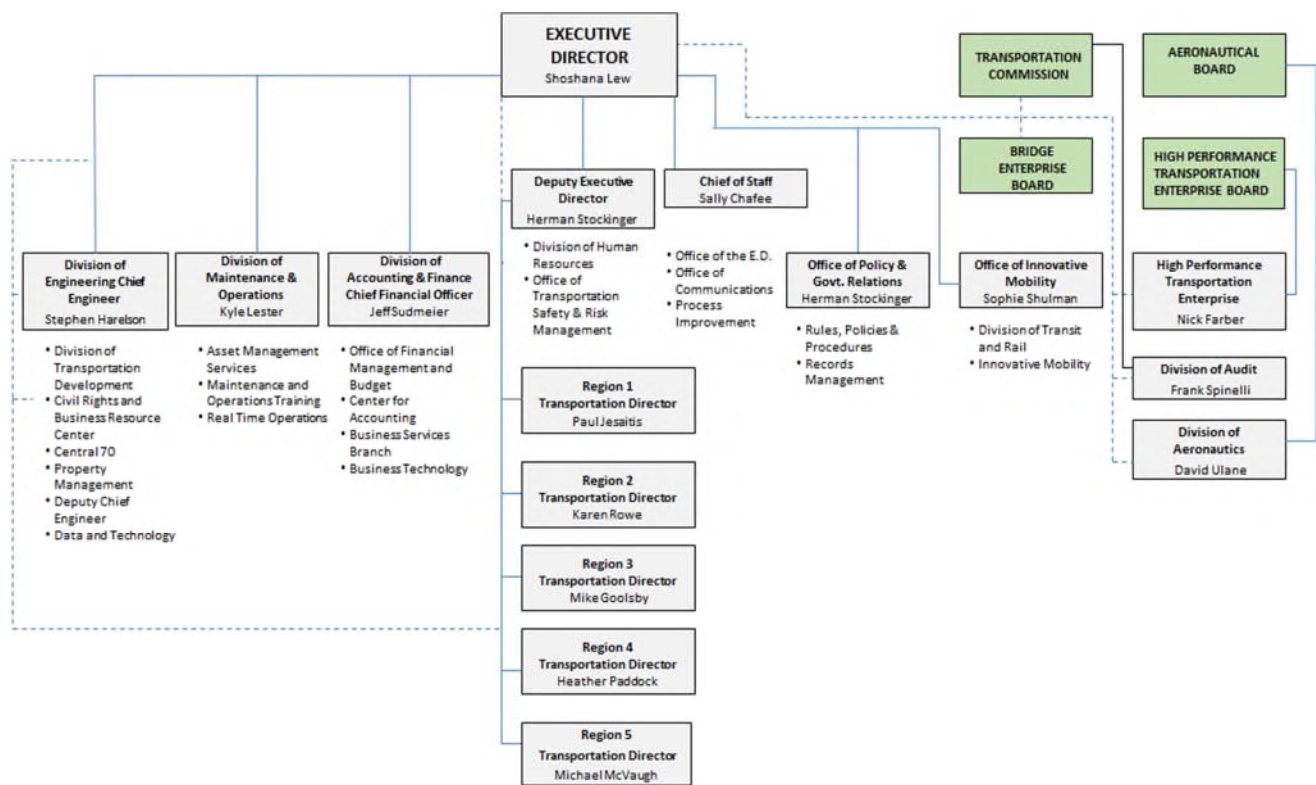 EXECUTIVE
DIRECTOR
Shoshana Lew
TRANSPORTATION
COMMISSION
AERONAUTICAL
BOARD
BRIDGE
ENTERPRISE
BOARD
HIGH PERFORMANCE
TRANSPORTATION
ENTERPRISE BOARD
Deputy Executive
Director
Herman Stockinger
• Division of Human
Resources
• Office of
Transportation
Safety & Risk
Management
Chief of Staff
Sally Chafee
• Office of the E.D.
• Office of
Communications
• Process
Improvement
Division of
Engineering Chief
Engineer
Stephen Harelson
• Division of
Transportation
Development
• Civil Rights and
Business Resource
Center
• Central 70
• Property
Management
• Deputy Chief
Engineer
• Data and Technology
Division of
Maintenance &
Operations
Kyle Lester
• Asset Management
Services
• Maintenance and
Operations Training
• Real Time Operations
Division of
Accounting & Finance
Chief Financial Officer
Jeff Sudmeier
• Office of Financial
Management and
Budget
• Center for
Accounting
• Business Services
Branch
• Business Technology
Office of Policy &
Govt. Relations
Herman Stockinger
• Rules, Policies &
Procedures
• Records
Management
Office of Innovative
Mobility
Sophie Shulman
• Division of Transit
and Rail
• Innovative Mobility
High Performance
Transportation
Enterprise
Nick Farber
Division of Audit
Frank Spinelli
Division of
Aeronautics
David Ulane
Region 1
Transportation Director
Paul Jesaitis
Region 2
Transportation Director
Karen Rowe
Region 3
Transportation Director
Mike Goolsby
Region 4
Transportation Director
Heather Paddock
Region 5
Transportation Director
Michael McVaugh